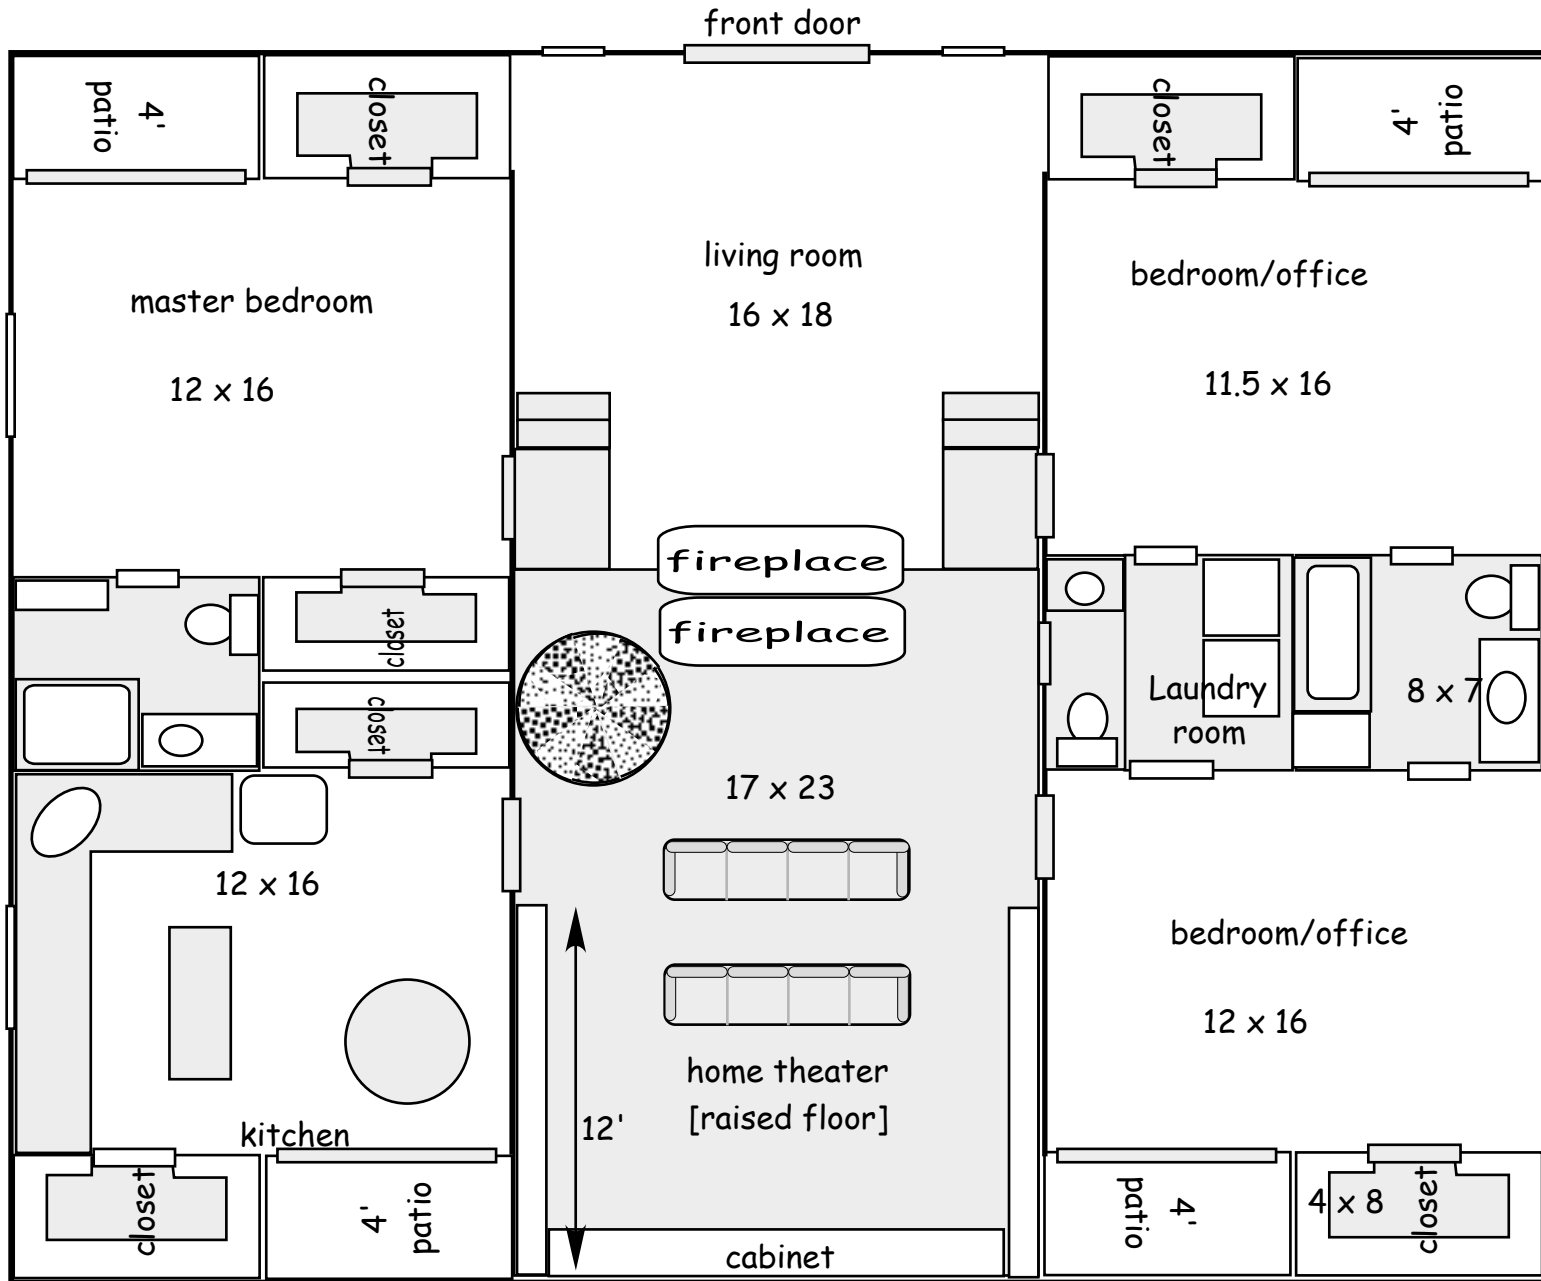 front door
4'
patio
closet
closet
4'
patio
living room
16 x 18
master bedroom
12 x 16
bedroom/office
11.5 x 16
fireplace
fireplace
closet
closet
Laundry
room
8 x 7
17 x 23
12 x 16
bedroom/office
12 x 16
home theater
[raised floor]
12'
kitchen
closet
4'
patio
cabinet
4'
patio
4 x 8
closet